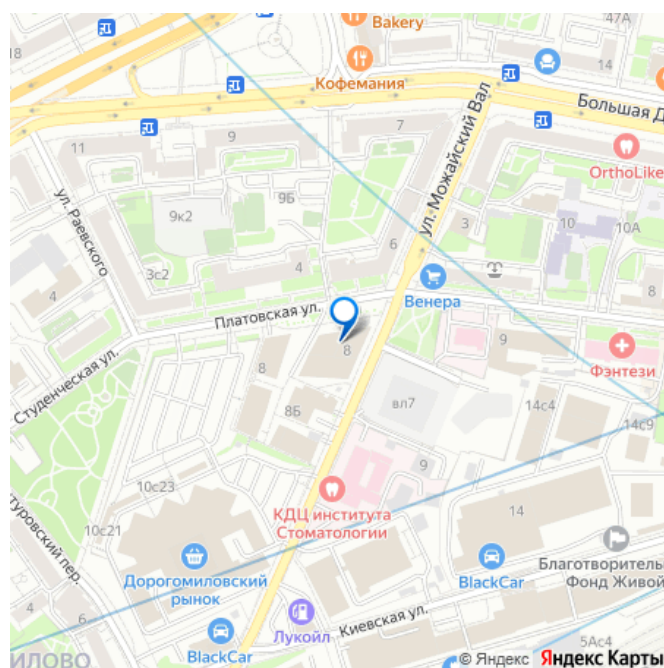 18
Bakery
47А
14
Кофемания
Большая Д
ул. Можайский Вал
11
9
7
OrthoLike
9Б
ул. Раевского
9к2
3
10
10А
6
3с2
4
4
Венера
8
Платовская ул.
8
9
Фэнтези
Студенческая ул.
8
8Б
вл7
14с4
14с9
10с23
9
КДЦ института
Стоматологии
10с21
14
туровский пер.
Дорогомиловский
рынок
BlackCar
Благотворитель
Фонд Живой
4
6
Киевская ул.
Лукойл
5Ас4
ИЛОВО
BlackCar
© Яндекс Яндекс Карты